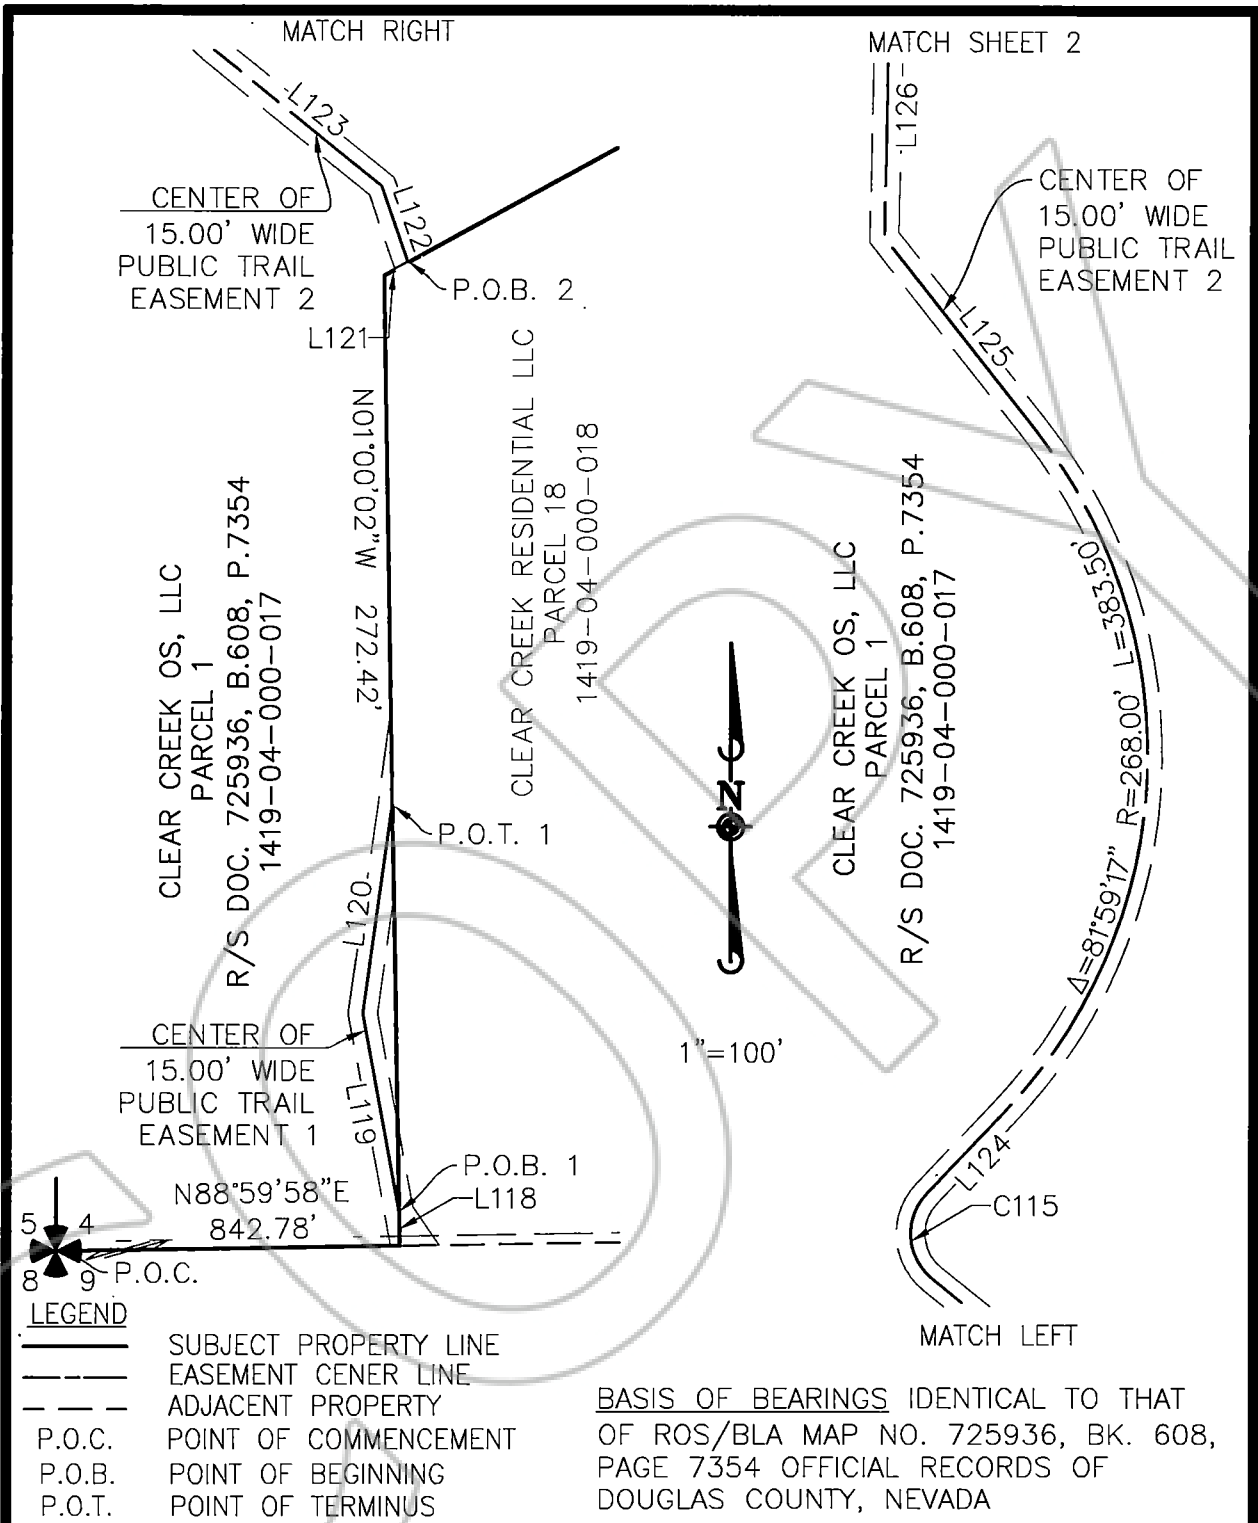 MATCH RIGHT
MATCH SHEET 2
L123
L122
CENTER OF
15.00' WIDE
PUBLIC TRAIL
EASEMENT 2
P.O.B. 2
L121
N01°00'02"W 272.42'
CLEAR CREEK RESIDENTIAL LLC
PARCEL 18
1419-04-000-018
CLEAR CREEK OS, LLC
PARCEL 1
R/S DOC. 725936, B.608, P.7354
1419-04-000-017
P.O.T. 1
L120
CENTER OF
15.00' WIDE
PUBLIC TRAIL
EASEMENT 1
L119
P.O.B. 1
L118
N88°59'58"E
842.78'
5 4
8 9
P.O.C.
N
1"=100'
L126
CENTER OF
15.00' WIDE
PUBLIC TRAIL
EASEMENT 2
L125
CLEAR CREEK OS, LLC
PARCEL 1
R/S DOC. 725936, B.608, P.7354
1419-04-000-017
Δ=81°59'17" R=268.00' L=383.50'
L124
C115
MATCH LEFT
LEGEND
SUBJECT PROPERTY LINE
EASEMENT CENER LINE
ADJACENT PROPERTY
P.O.C. POINT OF COMMENCEMENT
P.O.B. POINT OF BEGINNING
P.O.T. POINT OF TERMINUS
BASIS OF BEARINGS IDENTICAL TO THAT
OF ROS/BLA MAP NO. 725936, BK. 608,
PAGE 7354 OFFICIAL RECORDS OF
DOUGLAS COUNTY, NEVADA
COPY